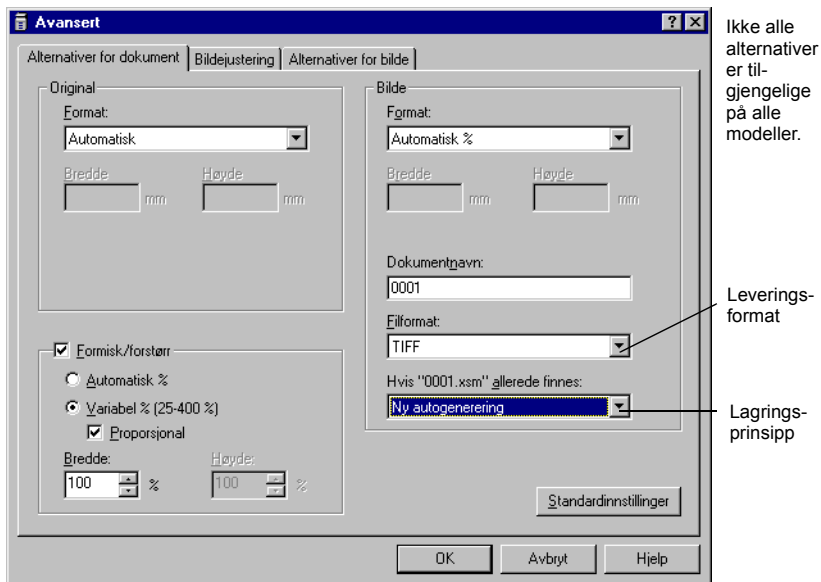 Avansert
Alternativer for dokument
Bildejustering
Alternativer for bilde
Original
Format:
Automatisk
Bredde
Høyde
mm
mm
Formisk/forstørr
Automatisk %
Variabel % (25-400 %)
Proporsjonal
Bredde:
Høyde:
100
%
100
%
Bilde
Format:
Automatisk %
Bredde
Høyde
mm
mm
Dokumentnavn:
0001
Filformat:
TIFF
Hvis "0001.xsm" allerede finnes:
Ny autogenerering
Standardinnstillinger
OK
Avbryt
Hjelp
Ikke alle
alternativer
er til-
gjengelige
på alle
modeller.
Leverings-
format
Lagrings-
prinsipp